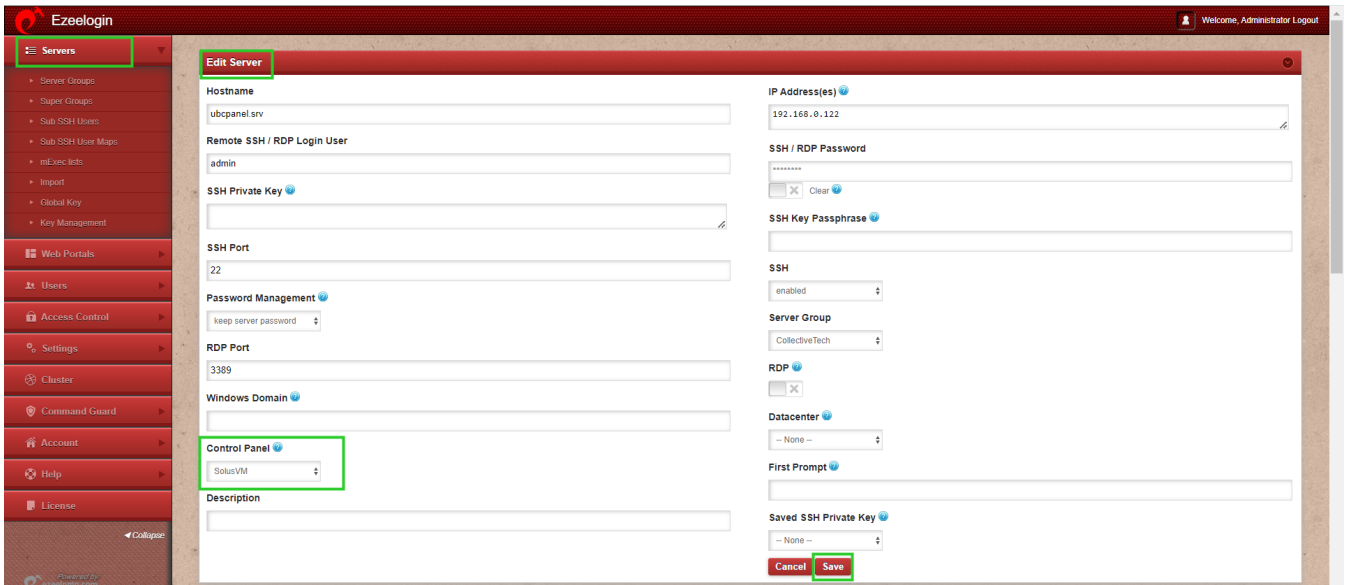 Ezeelogin
Welcome, Administrator Logout
Servers
Server Groups
Super Groups
Sub SSH Users
Sub SSH User Maps
mExec lists
Import
Global Key
Key Management
Web Portals
Users
Access Control
Settings
Cluster
Command Guard
Account
Help
License
Collapse
Powered by
ezeelogin.com
Edit Server
Hostname
ubcpanel.srv
Remote SSH / RDP Login User
admin
SSH Private Key
SSH Port
22
Password Management
keep server password
RDP Port
3389
Windows Domain
Control Panel
SolusVM
Description
IP Address(es)
192.168.0.122
SSH / RDP Password
********
Clear
SSH Key Passphrase
SSH
enabled
Server Group
CollectiveTech
RDP
Datacenter
-- None --
First Prompt
Saved SSH Private Key
-- None --
Cancel Save